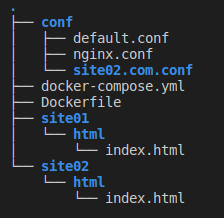 .
├── conf
│   ├── default.conf
│   ├── nginx.conf
│   └── site02.com.conf
├── docker-compose.yml
├── Dockerfile
├── site01
│   └── html
│       └── index.html
└── site02
    └── html
        └── index.html